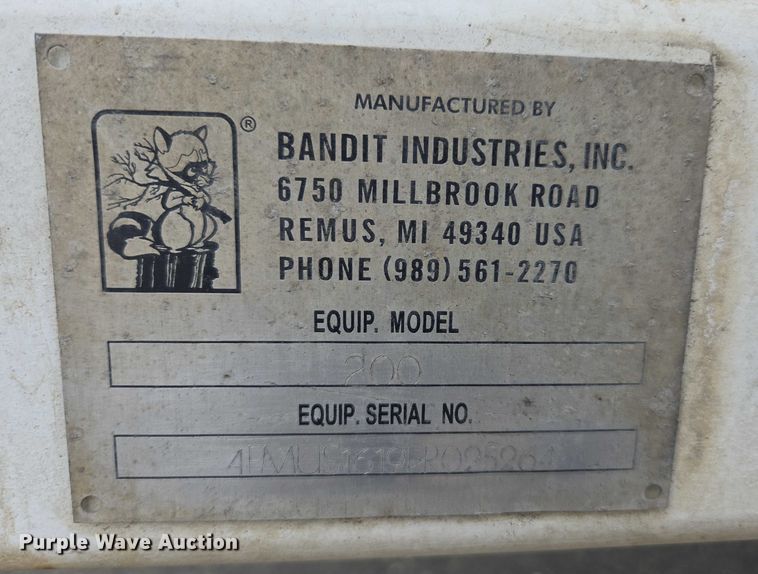 MANUFACTURED BY
®
BANDIT INDUSTRIES, INC.
6750 MILLBROOK ROAD
REMUS, MI 49340 USA
PHONE (989) 561-2270
EQUIP. MODEL
200
EQUIP. SERIAL NO.
Purple Wave Auction